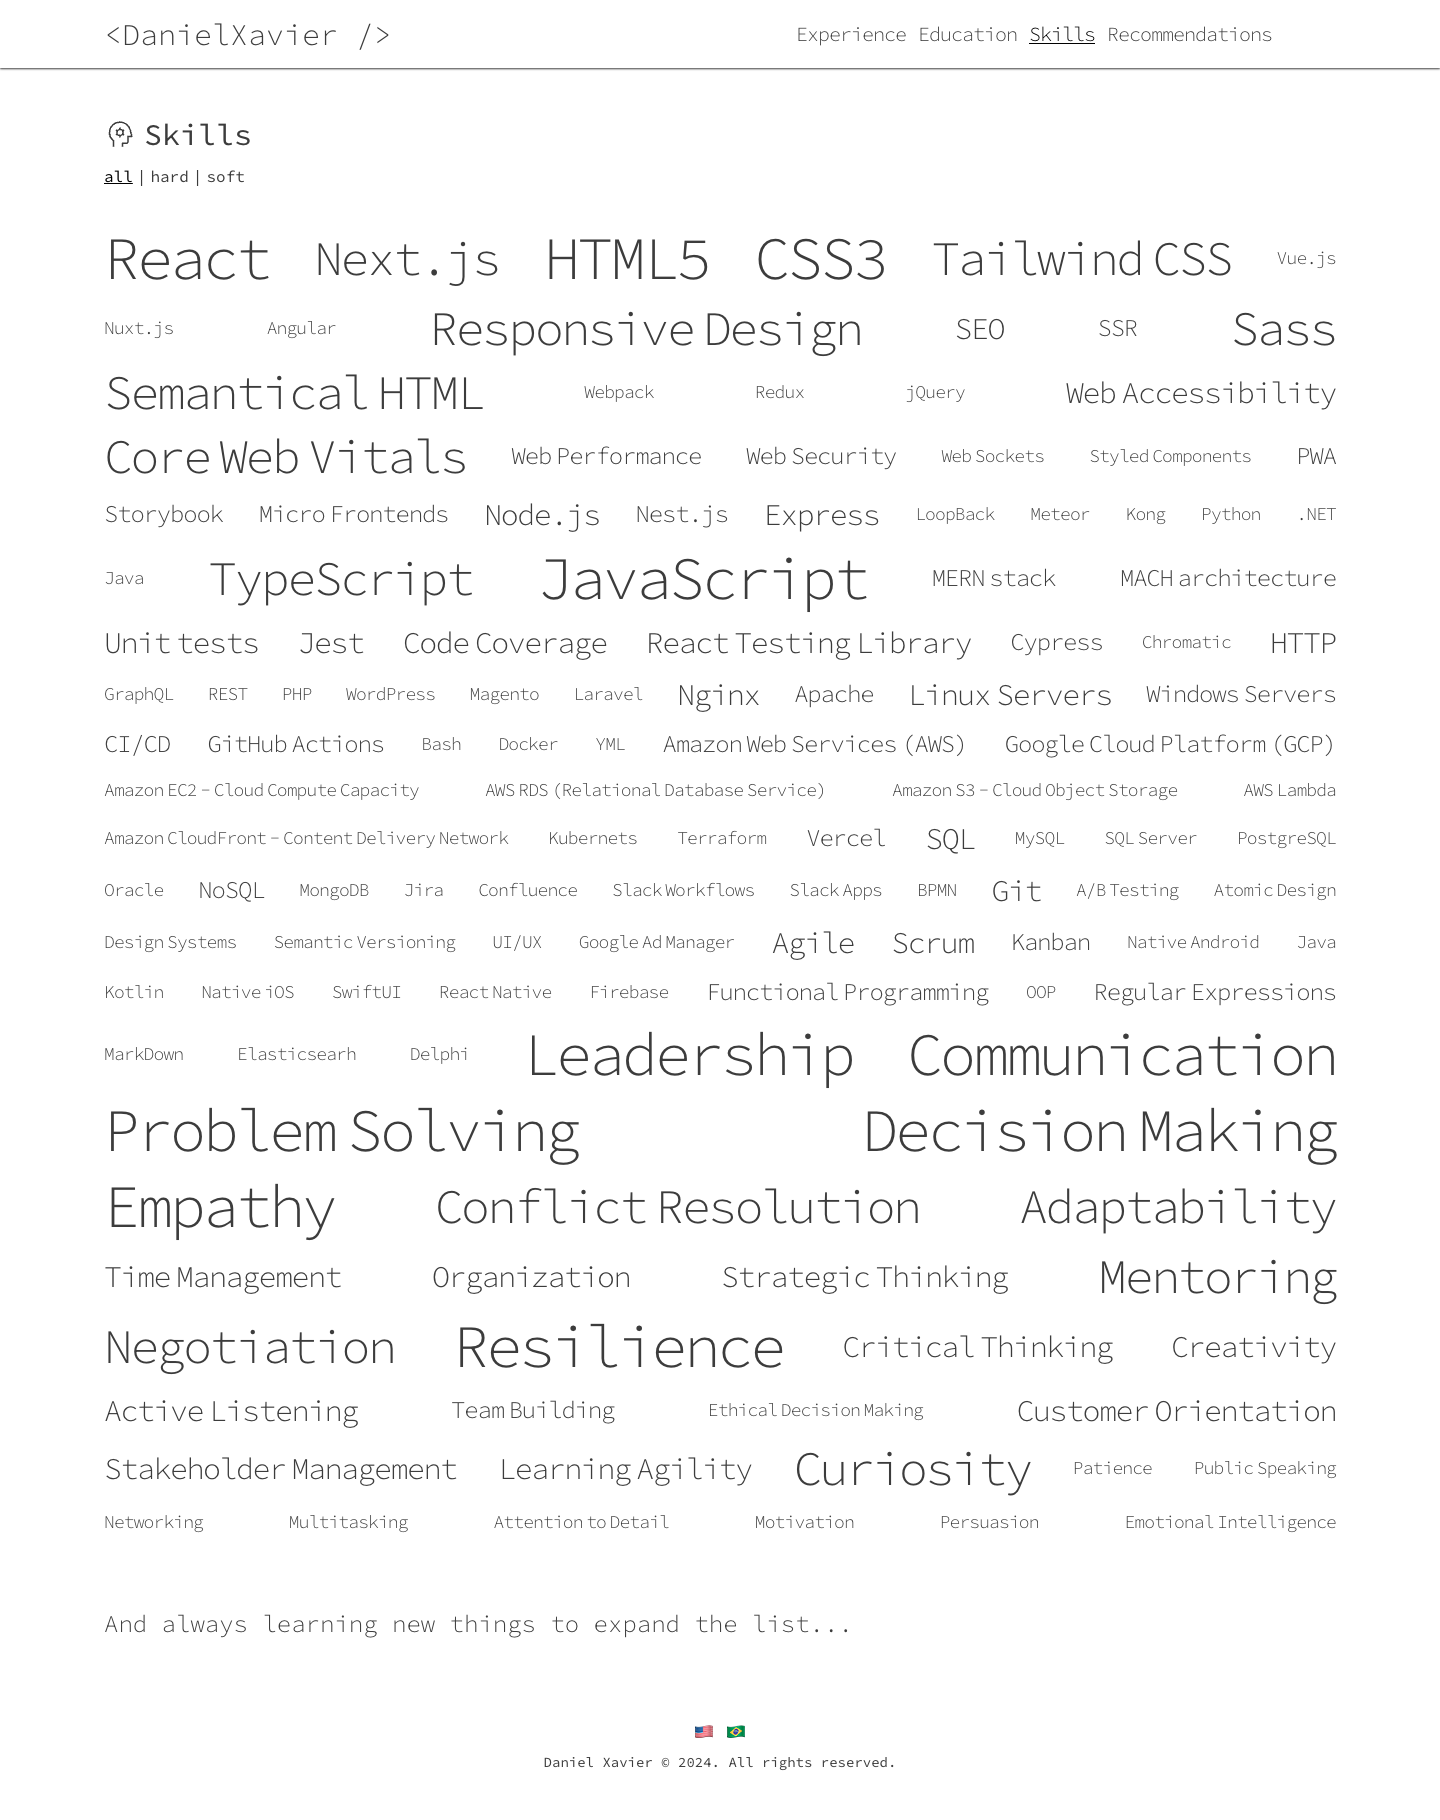 <DanielXavier />
Experience Education Skills Recommendations
Skills
all | hard | soft
React Next.js HTML5 CSS3 Tailwind CSS Vue.js
Nuxt.js Angular Responsive Design SEO SSR Sass
Semantical HTML Webpack Redux jQuery Web Accessibility
Core Web Vitals Web Performance Web Security Web Sockets Styled Components PWA
Storybook Micro Frontends Node.js Nest.js Express LoopBack Meteor Kong Python .NET
Java TypeScript JavaScript MERN stack MACH architecture
Unit tests Jest Code Coverage React Testing Library Cypress Chromatic HTTP
GraphQL REST PHP WordPress Magento Laravel Nginx Apache Linux Servers Windows Servers
CI/CD GitHub Actions Bash Docker YML Amazon Web Services (AWS) Google Cloud Platform (GCP)
Amazon EC2 - Cloud Compute Capacity AWS RDS (Relational Database Service) Amazon S3 - Cloud Object Storage AWS Lambda
Amazon CloudFront - Content Delivery Network Kubernets Terraform Vercel SQL MySQL SQL Server PostgreSQL
Oracle NoSQL MongoDB Jira Confluence Slack Workflows Slack Apps BPMN Git A/B Testing Atomic Design
Design Systems Semantic Versioning UI/UX Google Ad Manager Agile Scrum Kanban Native Android Java
Kotlin Native iOS SwiftUI React Native Firebase Functional Programming OOP Regular Expressions
MarkDown Elasticsearh Delphi Leadership Communication
Problem Solving Decision Making
Empathy Conflict Resolution Adaptability
Time Management Organization Strategic Thinking Mentoring
Negotiation Resilience Critical Thinking Creativity
Active Listening Team Building Ethical Decision Making Customer Orientation
Stakeholder Management Learning Agility Curiosity Patience Public Speaking
Networking Multitasking Attention to Detail Motivation Persuasion Emotional Intelligence
And always learning new things to expand the list...
Daniel Xavier © 2024. All rights reserved.